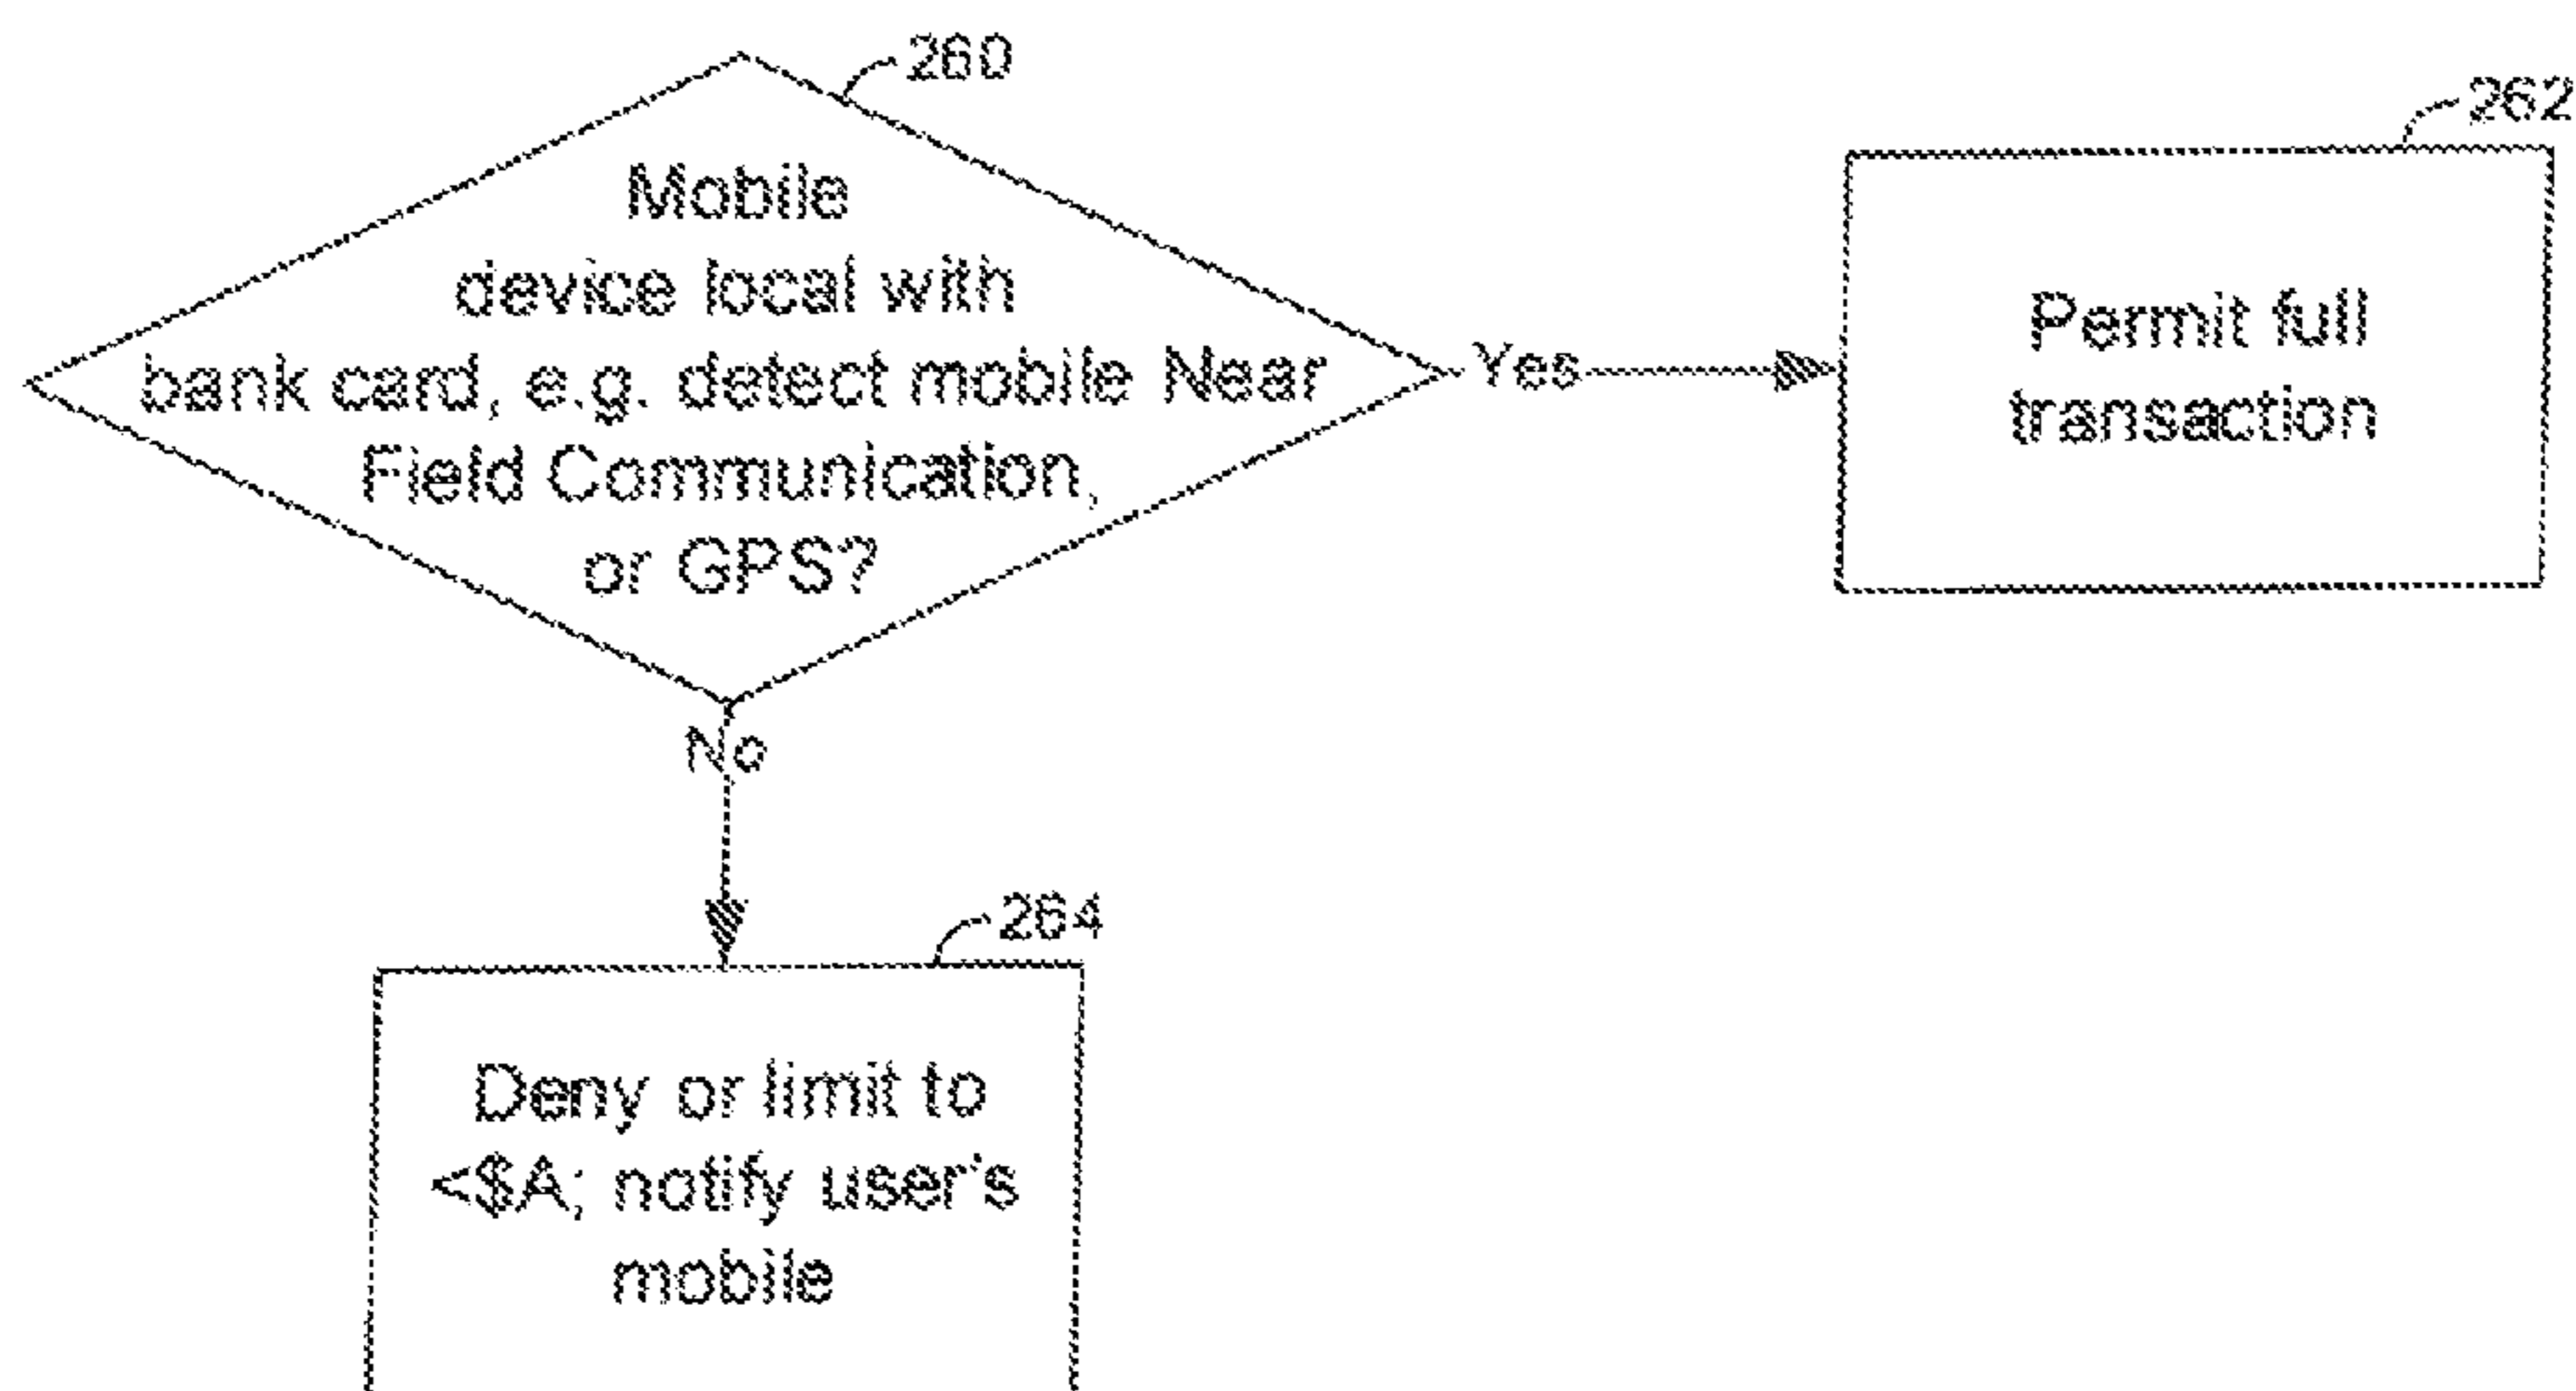 260
Mobile
device local with
bank card, e.g. detect mobile Near
Field Communication,
or GPS?
Yes
262
Permit full
transaction
No
264
Deny or limit to
<$A; notify user's
mobile